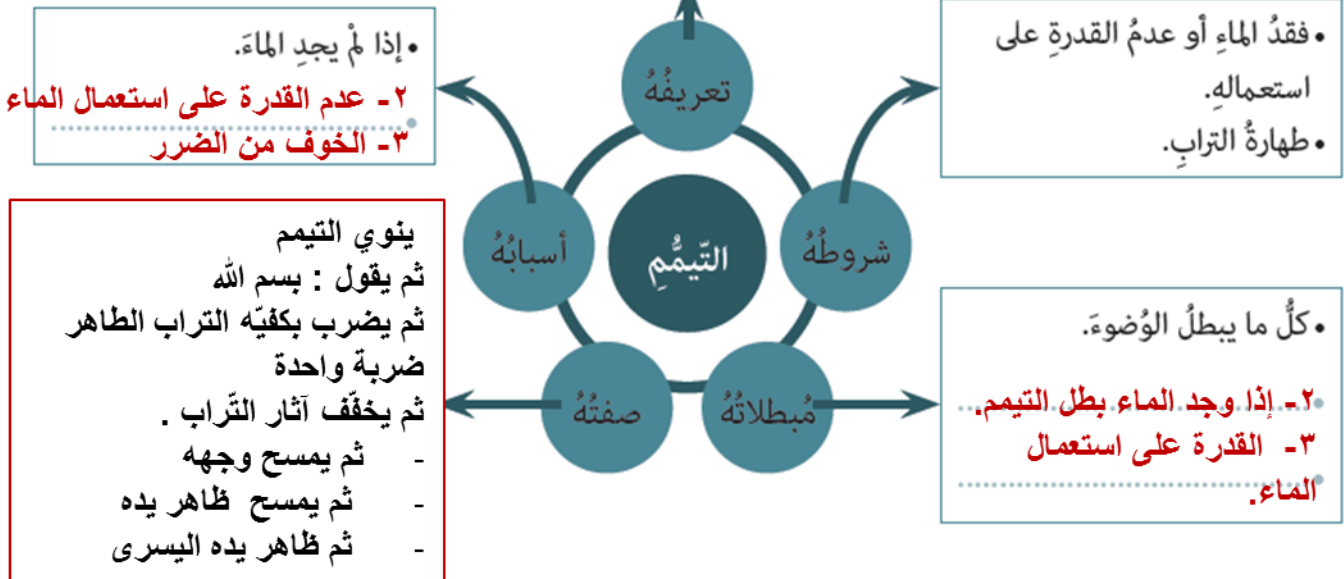 تعريفُهُ
• فقدُ الماءِ أو عدمُ القدرةِ على
استعمالهِ.
• طهارةُ الترابِ.
• إذا لمْ يجدِ الماءَ.
٢- عدم القدرة على استعمال الماء
٣- الخوف من الضرر
شروطُهُ
التّيمُّمِ
أسبابُهُ
ينوي التيمم
ثم يقول : بسم الله
ثم يضرب بكفيّه التراب الطاهر
ضربة واحدة
ثم يخفّف آثار التّراب .
- ثم يمسح وجهه
- ثم يمسح ظاهر يده
- ثم ظاهر يده اليسرى
مُبطلاتُهُ
صفتُهُ
• كلُّ ما يبطلُ الوُضوءَ.
٢- إذا وجد الماء بطل التيمم.
٣- القدرة على استعمال
الماء.